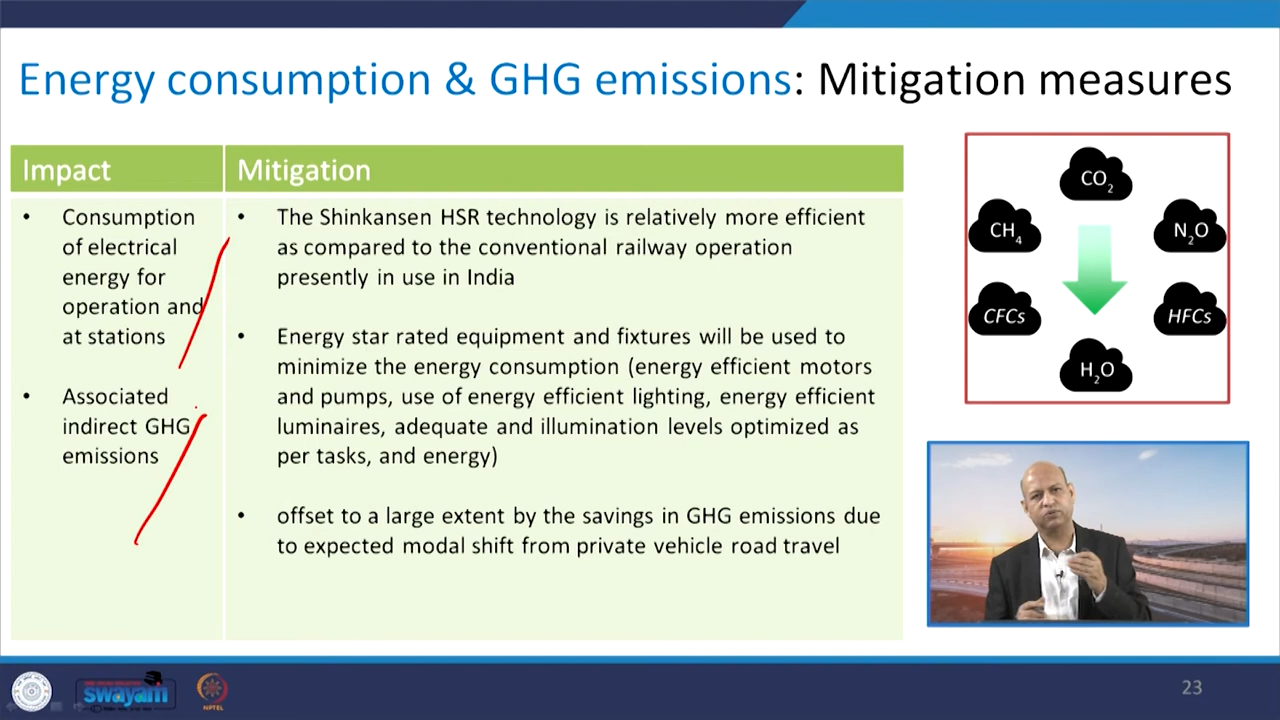 Energy consumption & GHG emissions: Mitigation measures
Impact
Mitigation
• Consumption
of electrical
energy for
operation and
at stations
• Associated
indirect GHG
emissions
• The Shinkansen HSR technology is relatively more efficient
as compared to the conventional railway operation
presently in use in India
• Energy star rated equipment and fixtures will be used to
minimize the energy consumption (energy efficient motors
and pumps, use of energy efficient lighting, energy efficient
luminaires, adequate and illumination levels optimized as
per tasks, and energy)
• offset to a large extent by the savings in GHG emissions due
to expected modal shift from private vehicle road travel
CO₂
CH₄
N₂O
CFCs
HFCs
H₂O
swayam
NPTEL
23